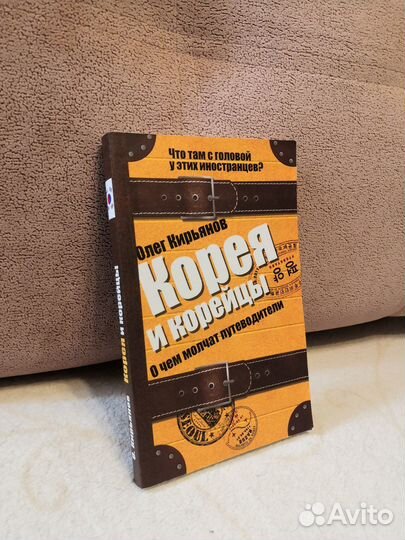 Что там с головой
у этих иностранцев?
Олег Кирьянов
Корея
и корейцы
О чем молчат путеводители
SEOUL
Корея и корейцы
Avito